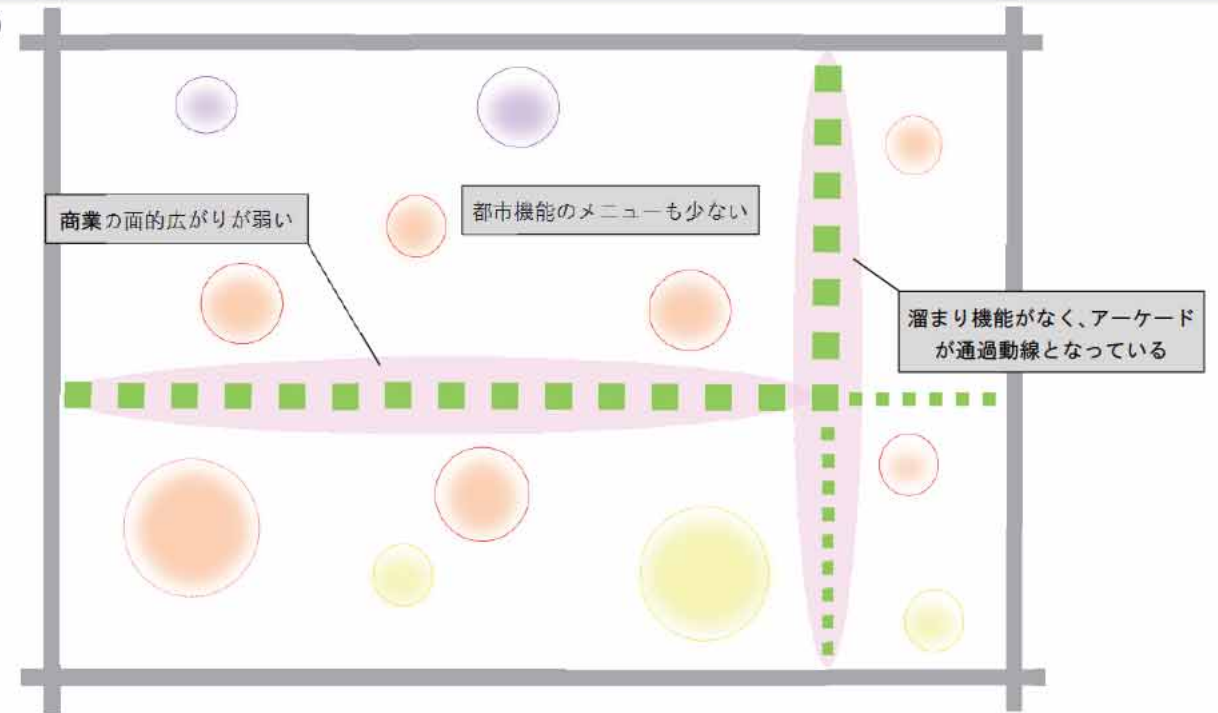 商業の面的広がりが弱い
都市機能のメニューも少ない
溜まり機能がなく、アーケード
が通過動線となっている